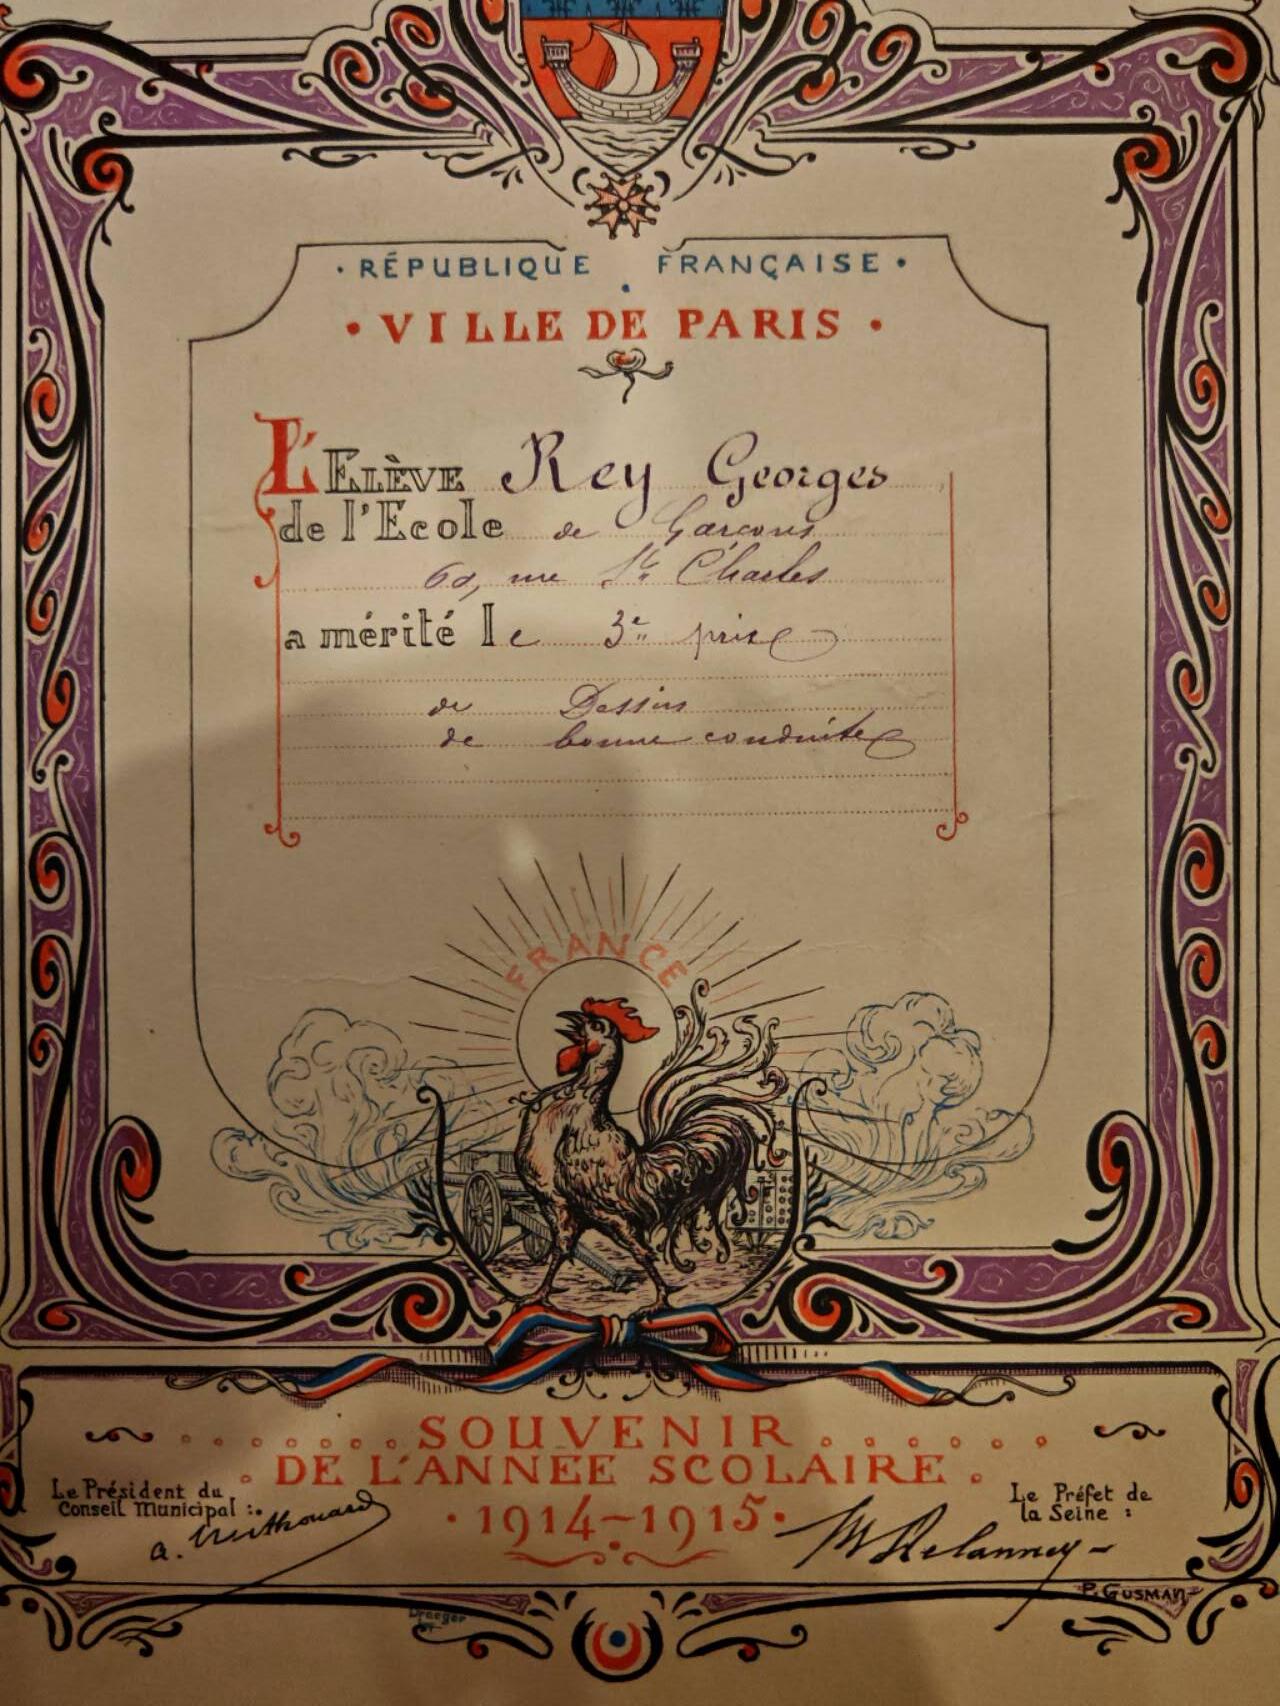 · RÉPUBLIQUE FRANÇAISE ·
· VILLE DE PARIS ·
L'ELÈVE Rey Georges
de l'Ecole de Garçons
60, rue St Charles
a mérité le 3e prix
de Dessin
de bonne conduite
FRANCE
SOUVENIR
DE L'ANNÉE SCOLAIRE
· 1914-1915 ·
Le Président du
Conseil Municipal :
Le Préfet de
la Seine :
M Delanney
P. GUSMAN
Draeger